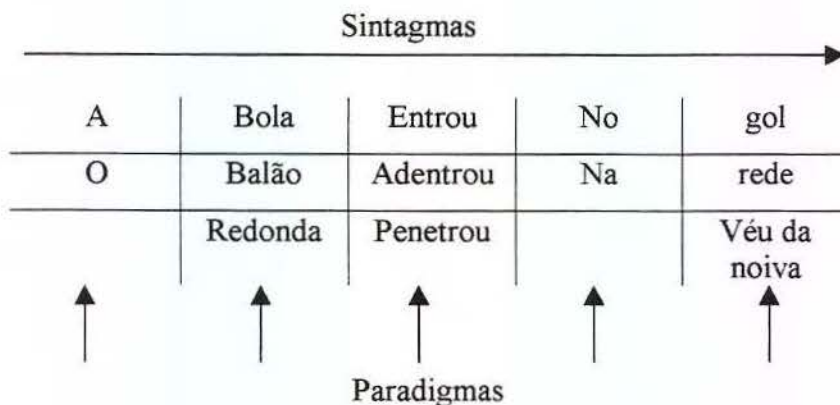 Sintagmas
A Bola Entrou No gol
O Balão Adentrou Na rede
Redonda Penetrou Véu da
noiva
Paradigmas